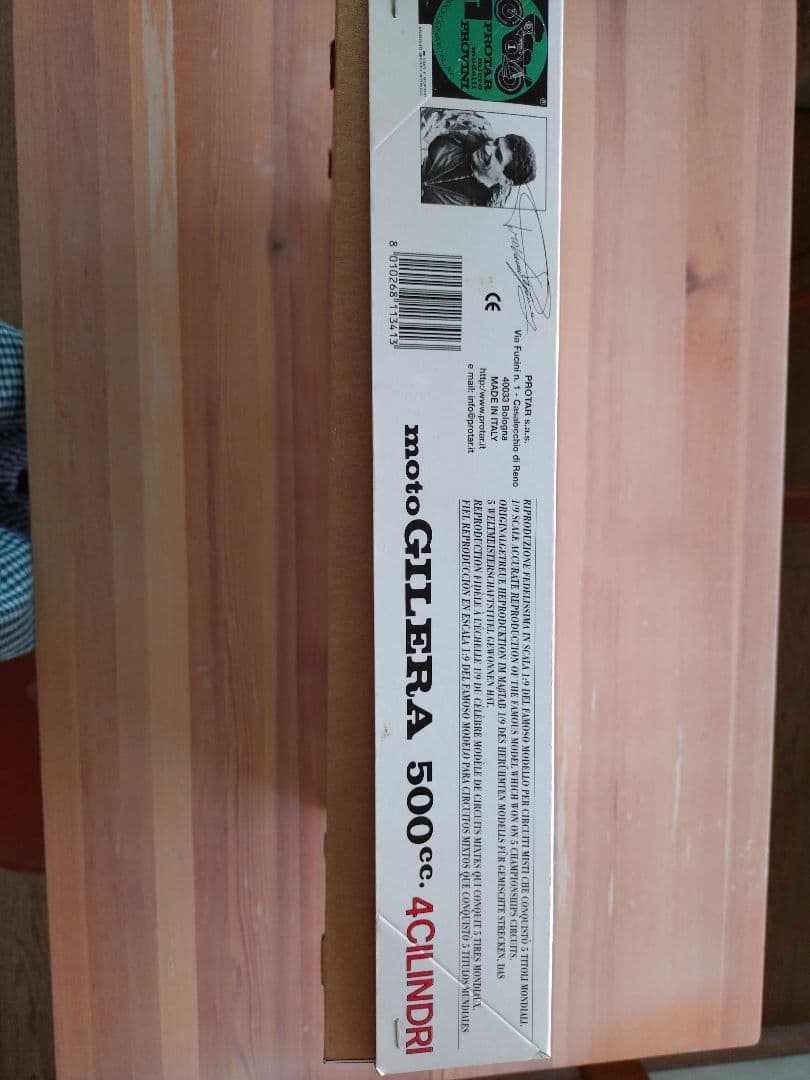 PROTAR
micro
modelli
PROVINI
8 010268 113413
CE
PROTAR s.a.s.
Via Fucini n. 1 - Casalecchio di Reno
40033 Bologna
MADE IN ITALY
http:/www.protar.it
e mail: info@protar.it
RIPRODUZIONE FEDELISSIMA IN SCALA 1:9 DEL FAMOSO MODELLO PER CIRCUITI MISTI CHE CONQUISTÒ 5 TITOLI MONDIALI.
1/9 SCALE ACCURATE REPRODUCTION OF THE FAMOUS MODEL WHICH WON ON 5 CHAMPIONSHIPS CIRCUITS.
ORIGINALGETREUE REPRODUKTION IM MAßTAB 1/9 DES BERÜHMTEN MODELLS FÜR GEMISCHTE STRECKEN, DAS
5 WELTMEISTERSCHAFTSTITEL GEWONNEN HAT.
REPRODUCTION FIDÈLE À L'ÉCHELLE 1/9 DU CÉLÈBRE MODÈLE DE CIRCUITS MIXTES QUI CONQUIT 5 TIRES MONDIAUX.
FIEL REPRODUCCIÓN EN ESCALA 1:9 DEL FAMOSO MODELO PARA CIRCUITOS MIXTOS QUE CONQUISTÓ 5 TÍTULOS MUNDIALES
moto GILERA 500cc. 4CILINDRI